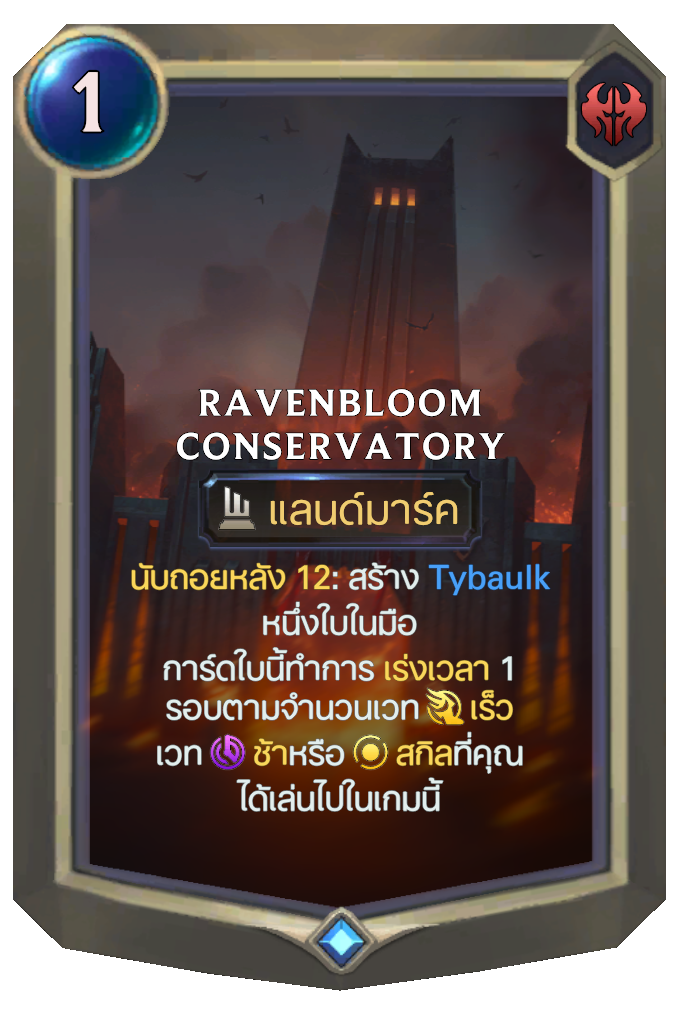 1
RAVENBLOOM
CONSERVATORY
แลนด์มาร์ค
นับถอยหลัง 12: สร้าง Tybaulk
หนึ่งใบในมือ
การ์ดใบนี้ทำการ เร่งเวลา 1
รอบตามจำนวนเวท เร็ว
เวท ช้าหรือ สกิลที่คุณ
ได้เล่นไปในเกมนี้